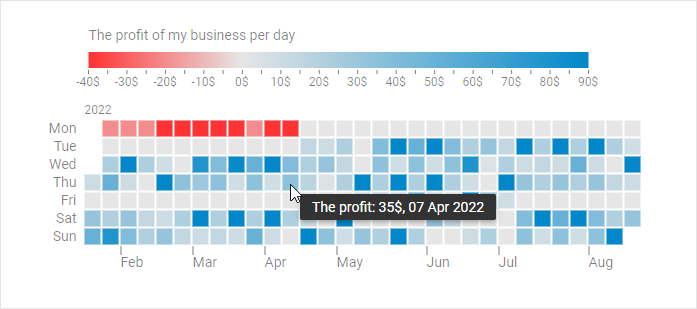 The profit of my business per day
-40$ -30$ -20$ -10$ 0$ 10$ 20$ 30$ 40$ 50$ 60$ 70$ 80$ 90$
2022
Mon
Tue
Wed
Thu
Fri
The profit: 35$, 07 Apr 2022
Sat
Sun
Feb Mar Apr May Jun Jul Aug